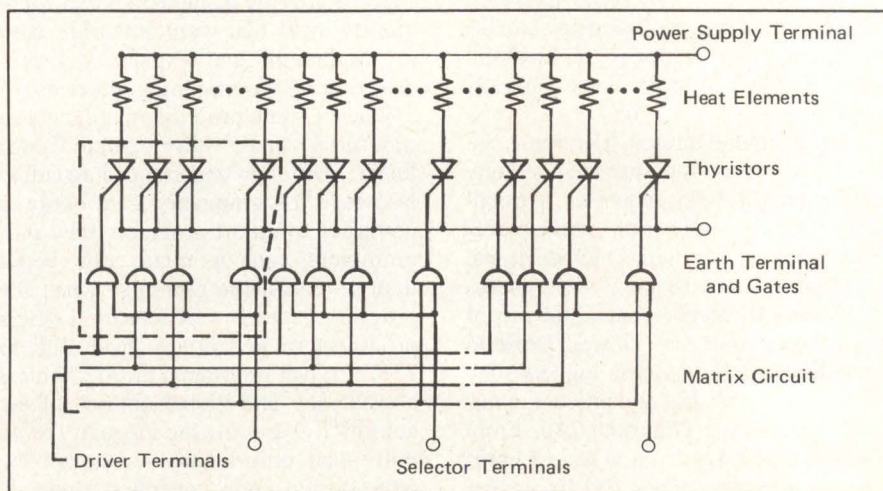 Power Supply Terminal
Heat Elements
Thyristors
Earth Terminal
and Gates
Matrix Circuit
Driver Terminals
Selector Terminals